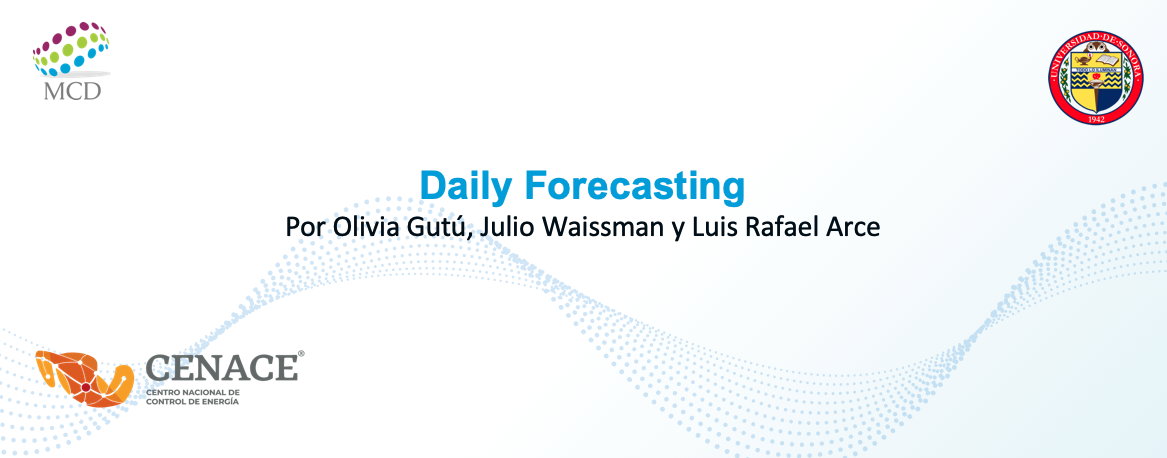 MCD
UNIVERSIDAD·DE·SONORA
1942
Daily Forecasting
Por Olivia Gutú, Julio Waissman y Luis Rafael Arce
CENACE®
CENTRO NACIONAL DE
CONTROL DE ENERGÍA